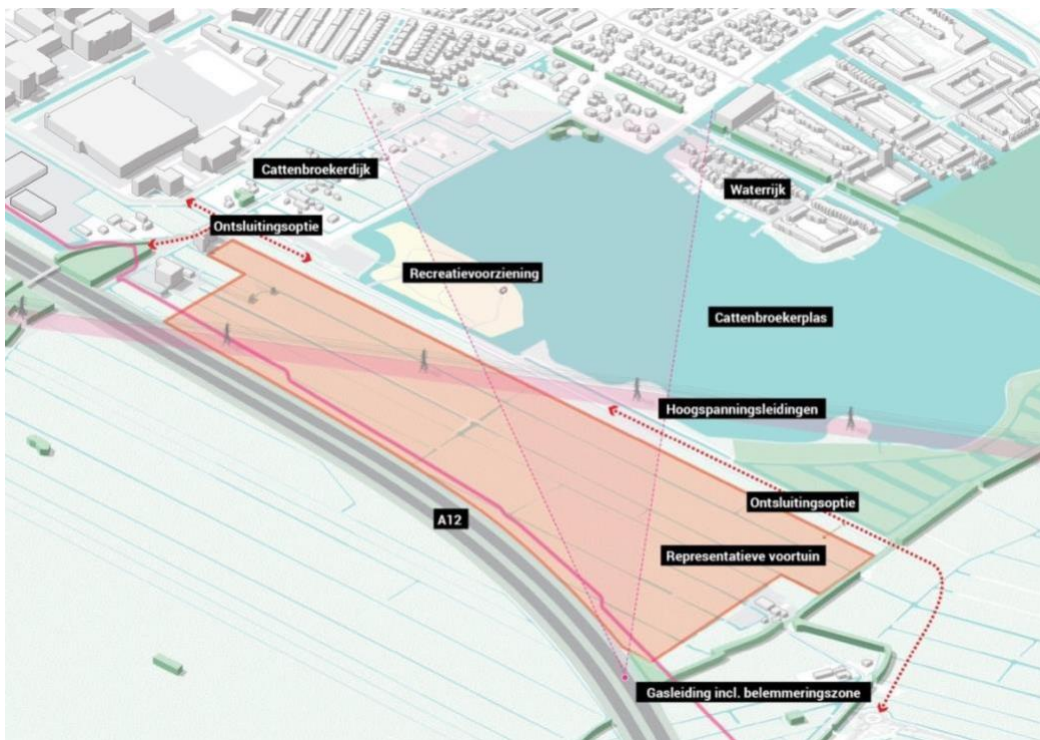 Cattenbroekerdijk
Waterrijk
Ontsluitingsoptie
Recreatievoorziening
Cattenbroekerplas
Hoogspanningsleidingen
Ontsluitingsoptie
A12
Representatieve voortuin
Gasleiding incl. belemmeringszone